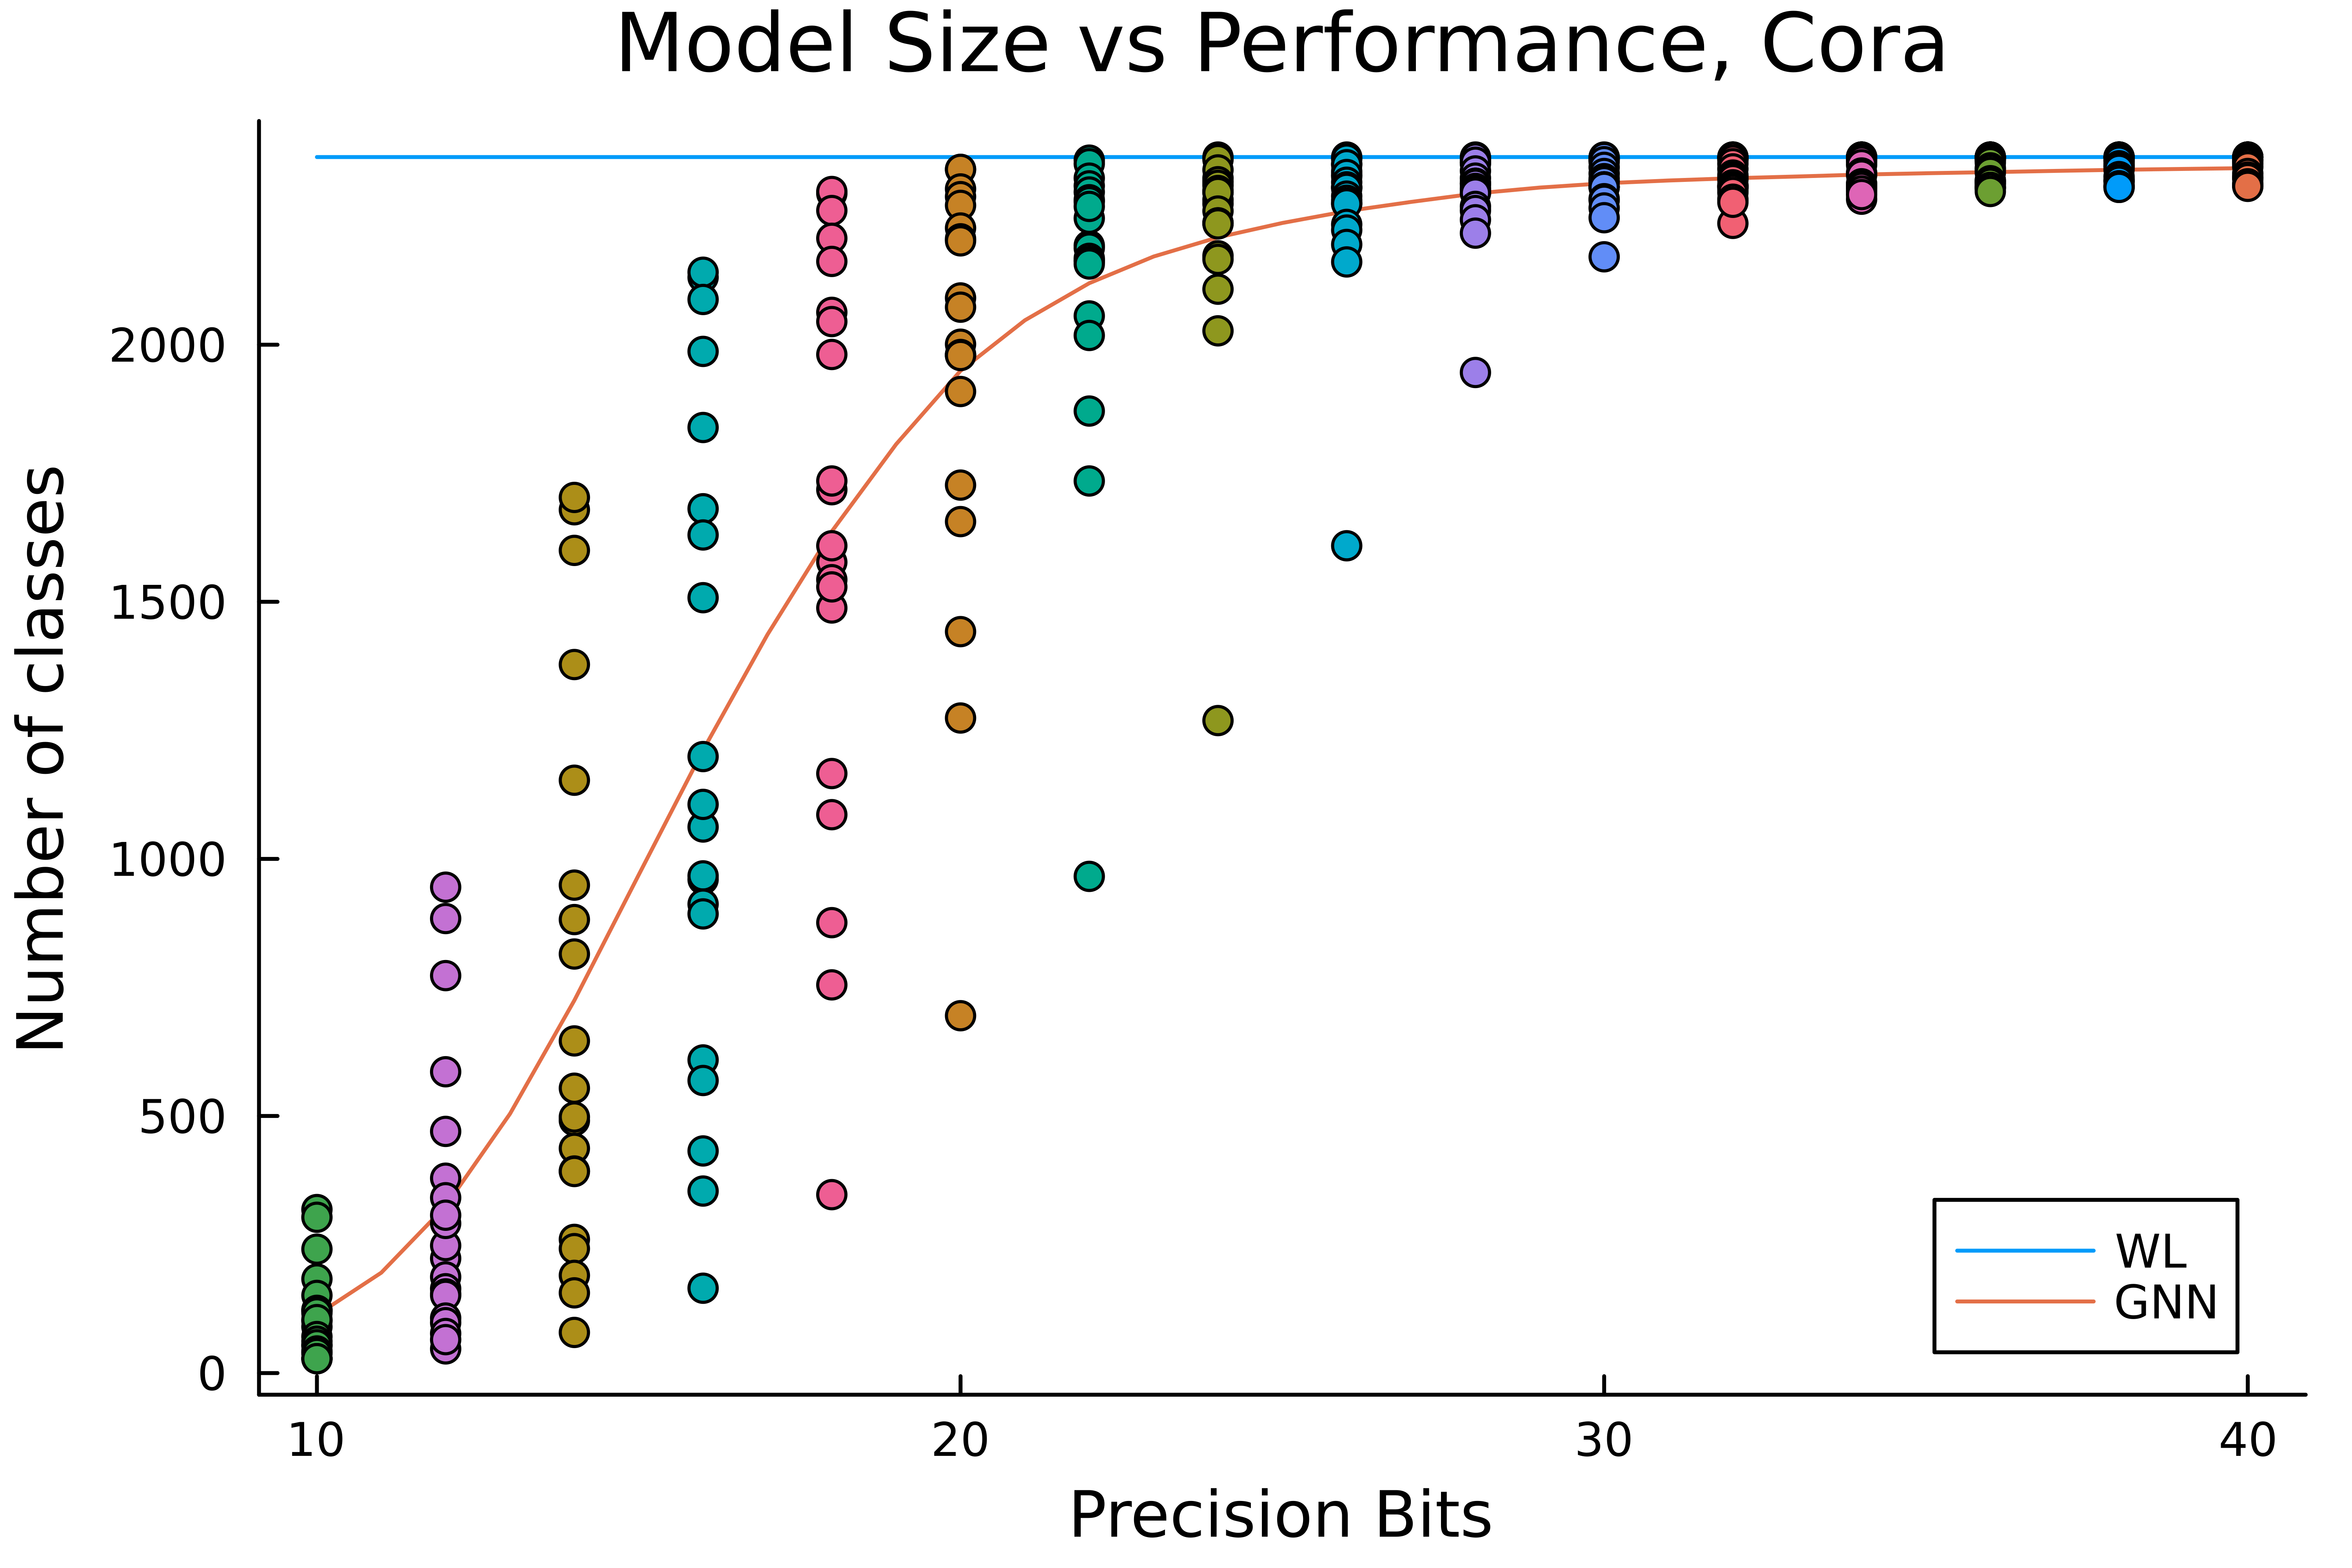 Model Size vs Performance, Cora
Number of classes
2000
1500
1000
500
0
10
20
30
40
Precision Bits
WL
GNN